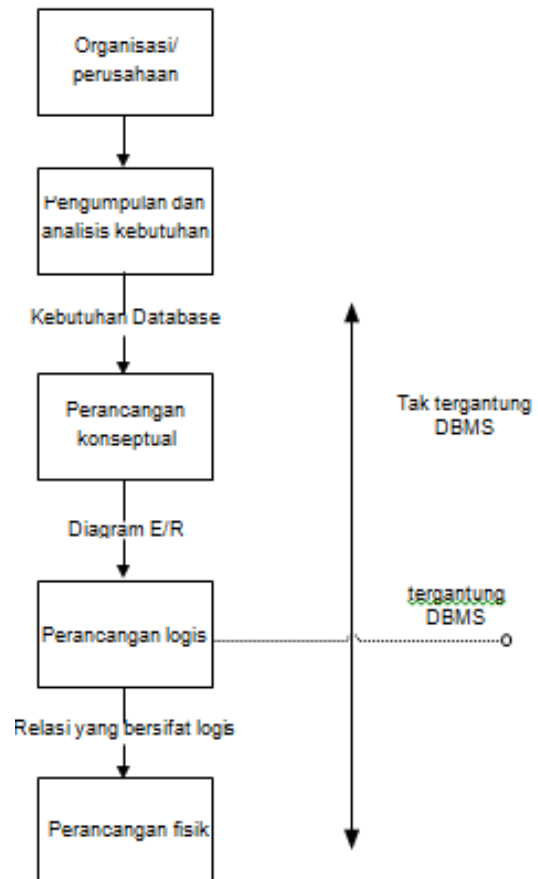 Organisasi/
perusahaan
Pengumpulan dan
analisis kebutuhan
Kebutuhan Database
Perancangan
konseptual
Tak tergantung
DBMS
Diagram E/R
tergantung
DBMS
Perancangan logis
Relasi yang bersifat logis
Perancangan fisik